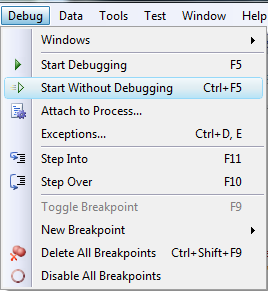 Debug Data Tools Test Window Help
Windows
Start Debugging F5
Start Without Debugging Ctrl+F5
Attach to Process...
Exceptions... Ctrl+D, E
Step Into F11
Step Over F10
Toggle Breakpoint F9
New Breakpoint
Delete All Breakpoints Ctrl+Shift+F9
Disable All Breakpoints